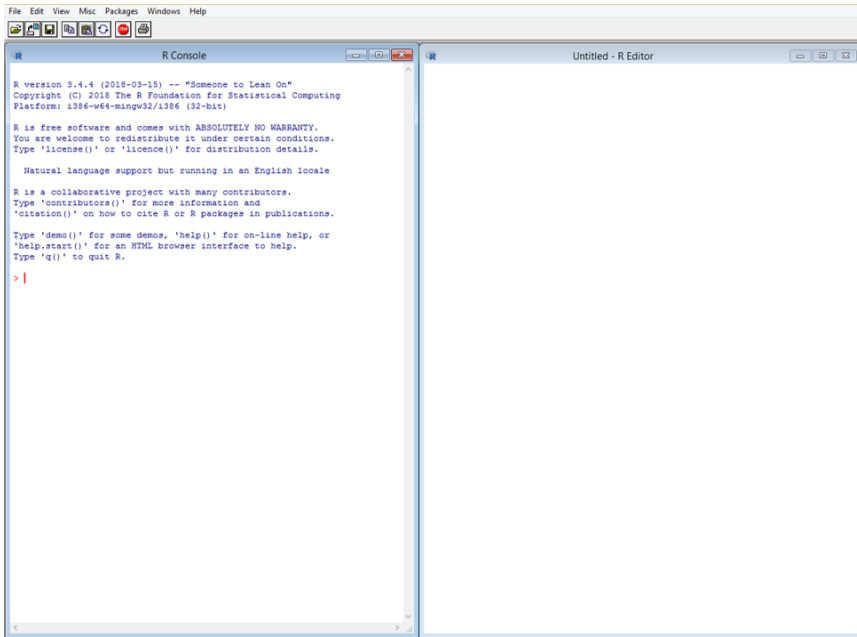 File Edit View Misc Packages Windows Help
STOP
R Console
R version 3.4.4 (2018-03-15) -- "Someone to Lean On"
Copyright (C) 2018 The R Foundation for Statistical Computing
Platform: i386-w64-mingw32/i386 (32-bit)
R is free software and comes with ABSOLUTELY NO WARRANTY.
You are welcome to redistribute it under certain conditions.
Type 'license()' or 'licence()' for distribution details.
Natural language support but running in an English locale
R is a collaborative project with many contributors.
Type 'contributors()' for more information and
'citation()' on how to cite R or R packages in publications.
Type 'demo()' for some demos, 'help()' for on-line help, or
'help.start()' for an HTML browser interface to help.
Type 'q()' to quit R.
>
Untitled - R Editor